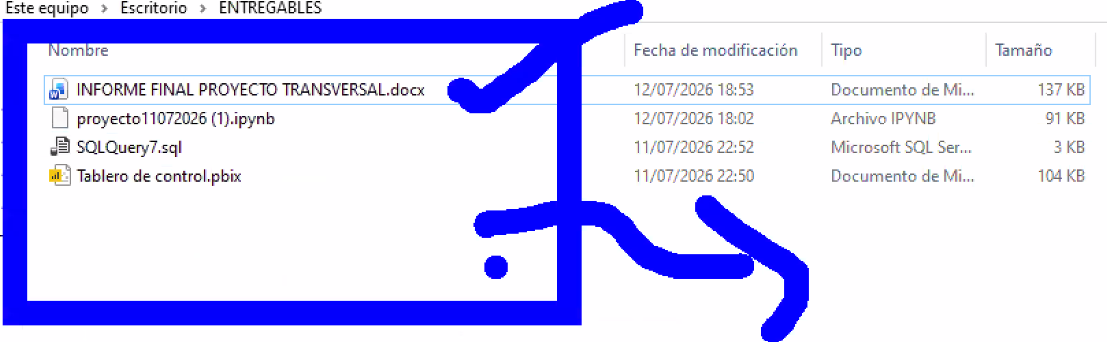 Este equipo > Escritorio > ENTREGABLES
Nombre Fecha de modificación Tipo Tamaño
INFORME FINAL PROYECTO TRANSVERSAL.docx 12/07/2026 18:53 Documento de Mi... 137 KB
proyecto11072026 (1).ipynb 12/07/2026 18:02 Archivo IPYNB 91 KB
SQLQuery7.sql 11/07/2026 22:52 Microsoft SQL Ser... 3 KB
Tablero de control.pbix 11/07/2026 22:50 Documento de Mi... 104 KB